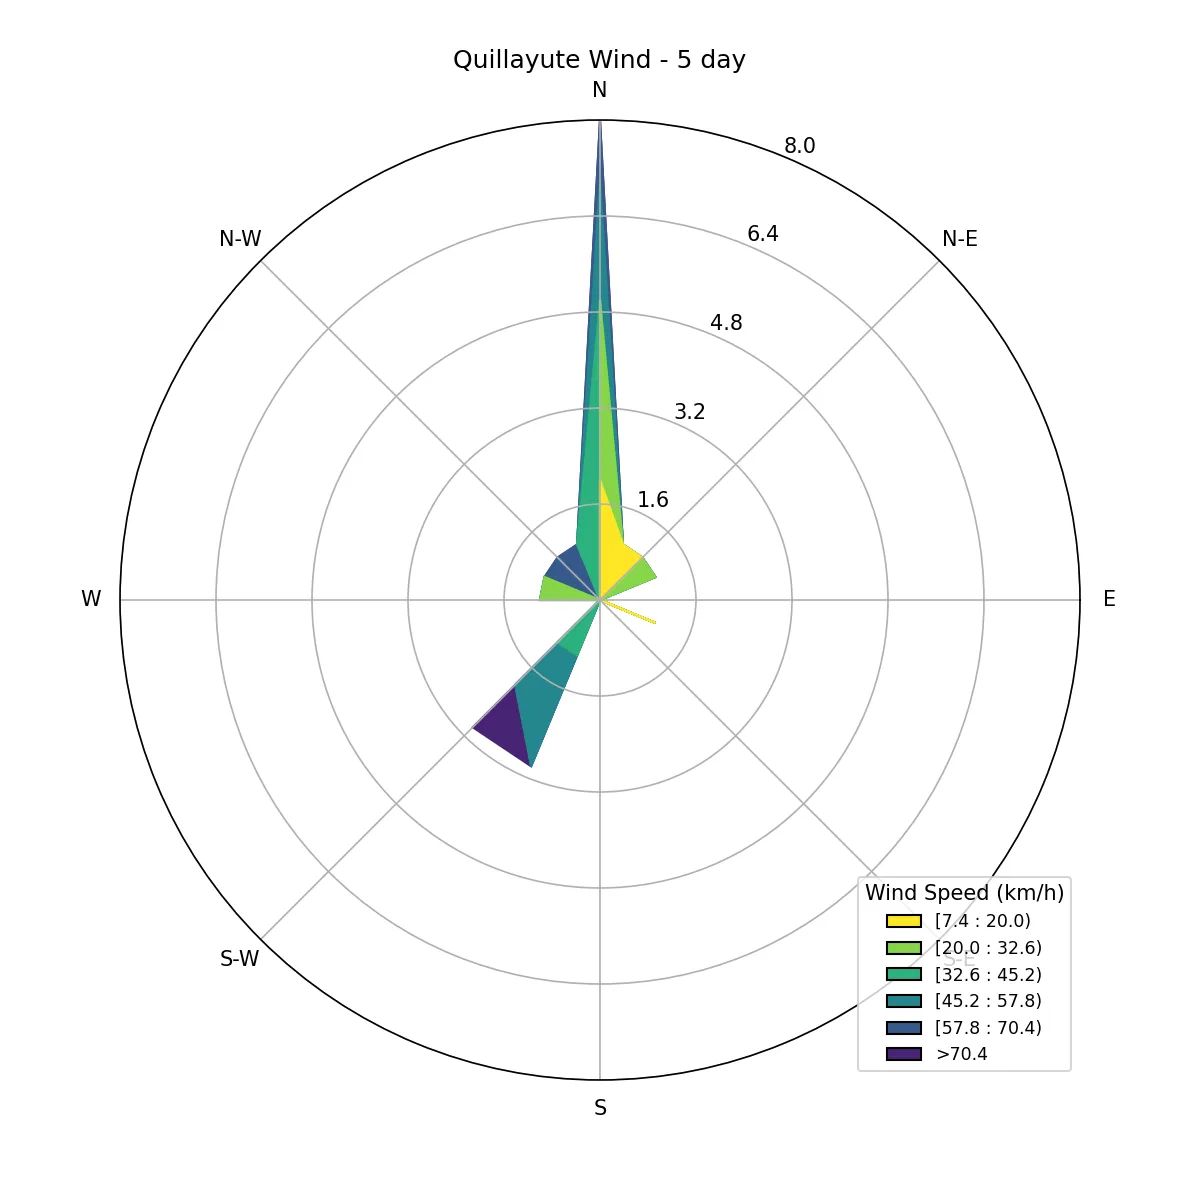 Quillayute Wind - 5 day
N
8.0
N-W
6.4
N-E
4.8
3.2
1.6
W
E
Wind Speed (km/h)
[7.4 : 20.0)
[20.0 : 32.6)
S-W
S-E
[32.6 : 45.2)
[45.2 : 57.8)
[57.8 : 70.4)
>70.4
S